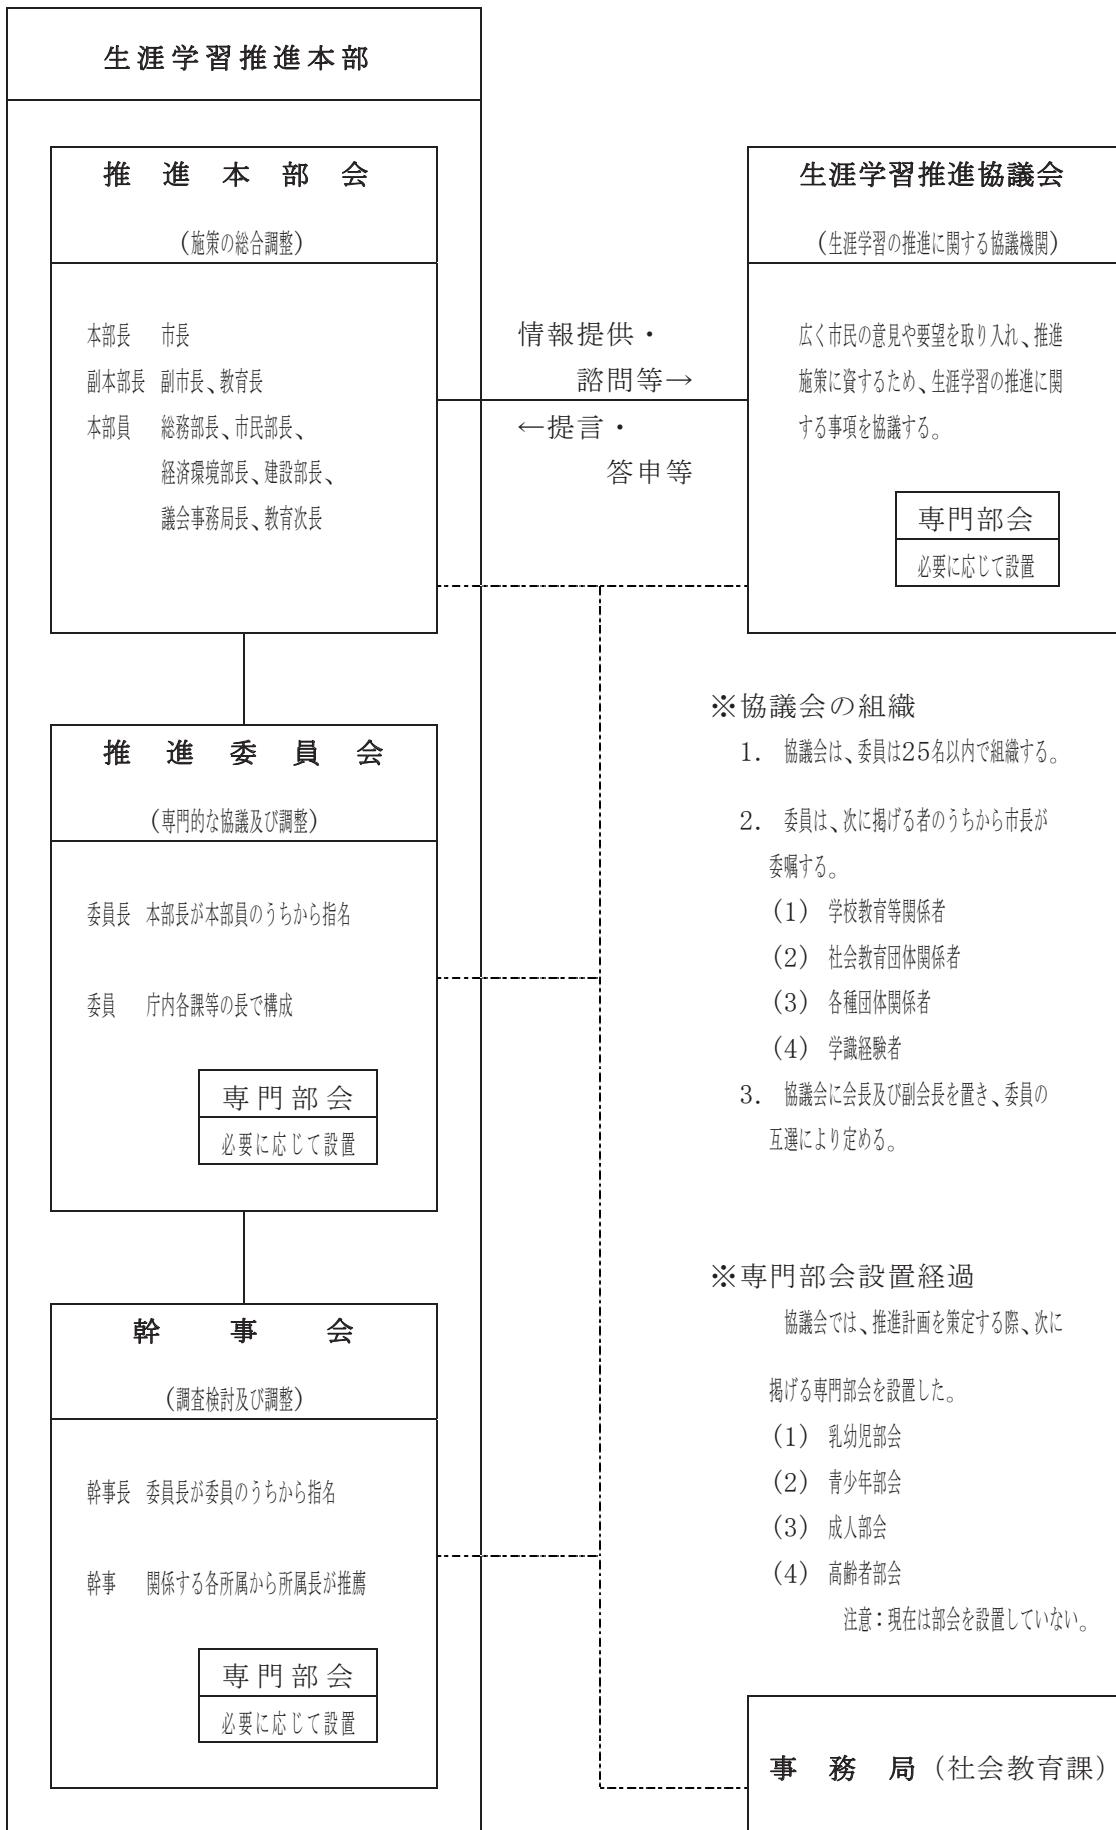 生涯学習推進本部
推進本部会
(施策の総合調整)
本部長 市長
副本部長 副市長、教育長
本部員 総務部長、市民部長、
経済環境部長、建設部長、
議会事務局長、教育次長
情報提供・
諮問等→
←提言・
答申等
生涯学習推進協議会
(生涯学習の推進に関する協議機関)
広く市民の意見や要望を取り入れ、推進
施策に資するため、生涯学習の推進に関
する事項を協議する。
専門部会
必要に応じて設置
推進委員会
(専門的な協議及び調整)
委員長 本部長が本部員のうちから指名
委員 庁内各課等の長で構成
専門部会
必要に応じて設置
幹事会
(調査検討及び調整)
幹事長 委員長が委員のうちから指名
幹事 関係する各所属から所属長が推薦
専門部会
必要に応じて設置
※協議会の組織
1. 協議会は、委員は25名以内で組織する。
2. 委員は、次に掲げる者のうちから市長が
委嘱する。
(1) 学校教育等関係者
(2) 社会教育団体関係者
(3) 各種団体関係者
(4) 学識経験者
3. 協議会に会長及び副会長を置き、委員の
互選により定める。
※専門部会設置経過
協議会では、推進計画を策定する際、次に
掲げる専門部会を設置した。
(1) 乳幼児部会
(2) 青少年部会
(3) 成人部会
(4) 高齢者部会
注意：現在は部会を設置していない。
事務局(社会教育課)